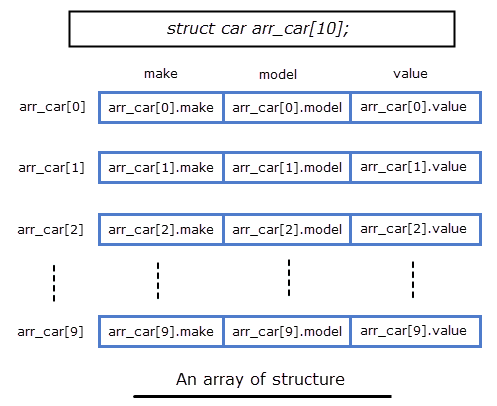 struct car arr_car[10];
make model value
arr_car[0] arr_car[0].make arr_car[0].model arr_car[0].value
arr_car[1] arr_car[1].make arr_car[1].model arr_car[1].value
arr_car[2] arr_car[2].make arr_car[2].model arr_car[2].value
arr_car[9] arr_car[9].make arr_car[9].model arr_car[9].value
An array of structure